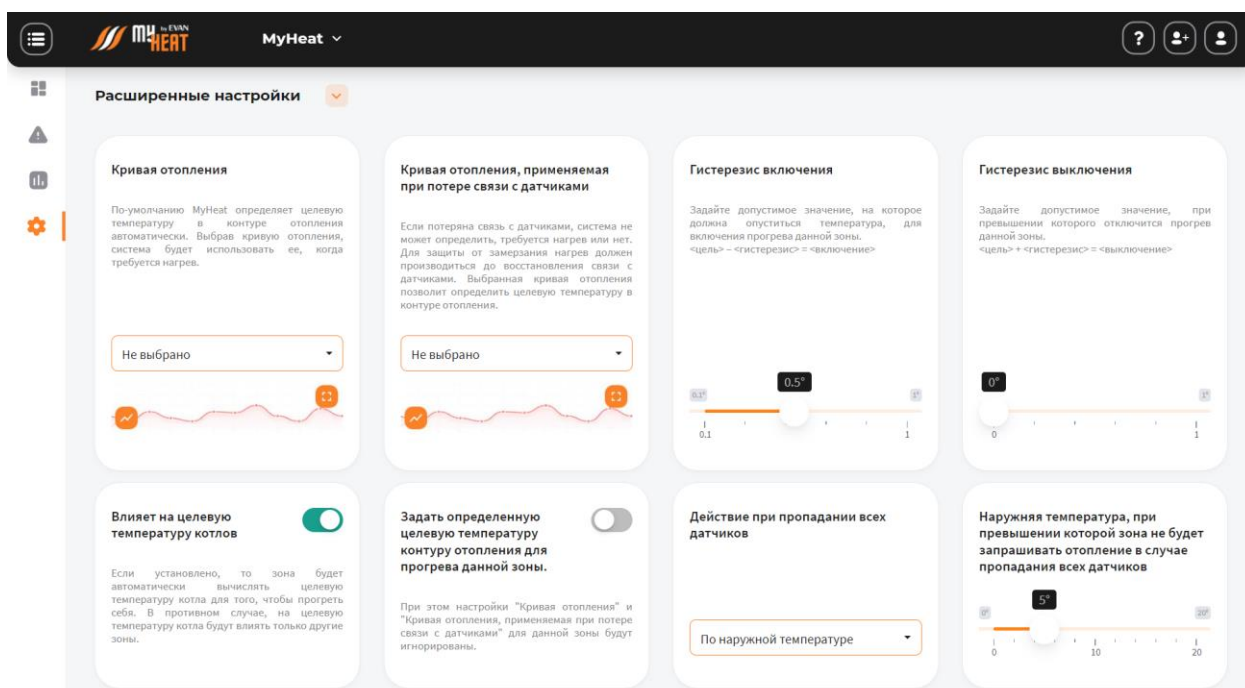 MY by EVAN
HEAT
MyHeat
?
Расширенные настройки
Кривая отопления
По-умолчанию MyHeat определяет целевую
температуру в контуре отопления
автоматически. Выбрав кривую отопления,
система будет использовать ее, когда
требуется нагрев.
Не выбрано
Кривая отопления, применяемая
при потере связи с датчиками
Если потеряна связь с датчиками, система не
может определить, требуется нагрев или нет.
Для защиты от замерзания нагрев должен
производиться до восстановления связи с
датчиками. Выбранная кривая отопления
позволит определить целевую температуру в
контуре отопления.
Не выбрано
Гистерезис включения
Задайте допустимое значение, на которое
должна опуститься температура, для
включения прогрева данной зоны.
<цель> – <гистерезис> = <включение>
0.5°
0.1° 1°
0.1 1
Гистерезис выключения
Задайте допустимое значение, при
превышении которого отключится прогрев
данной зоны.
<цель> + <гистерезис> = <выключение>
0°
1°
0 1
Влияет на целевую
температуру котлов
Если установлено, то зона будет
автоматически вычислять целевую
температуру котла для того, чтобы прогреть
себя. В противном случае, на целевую
температуру котла будут влиять только другие
зоны.
Задать определенную
целевую температуру
контуру отопления для
прогрева данной зоны.
При этом настройки "Кривая отопления" и
"Кривая отопления, применяемая при потере
связи с датчиками" для данной зоны будут
игнорированы.
Действие при пропадании всех
датчиков
По наружной температуре
Наружняя температура, при
превышении которой зона не будет
запрашивать отопление в случае
пропадания всех датчиков
5°
0° 20°
0 10 20